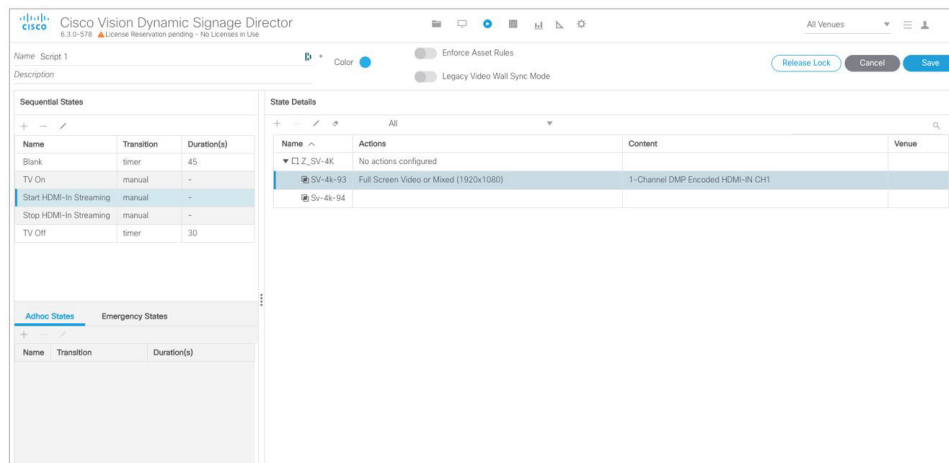 CISCO Cisco Vision Dynamic Signage Director
6.3.0-578 License Reservation pending - No Licenses in Use
All Venues
Name Script 1
Color
Enforce Asset Rules
Description
Legacy Video Wall Sync Mode
Release Lock Cancel Save
Sequential States
Name Transition Duration(s)
Blank timer 45
TV On manual -
Start HDMI-In Streaming manual -
Stop HDMI-In Streaming manual -
TV Off timer 30
Adhoc States Emergency States
Name Transition Duration(s)
State Details
All
Name Actions Content Venue
Z_SV-4K No actions configured
SV-4k-93 Full Screen Video or Mixed (1920x1080) 1-Channel DMP Encoded HDMI-IN CH1
Sv-4k-94